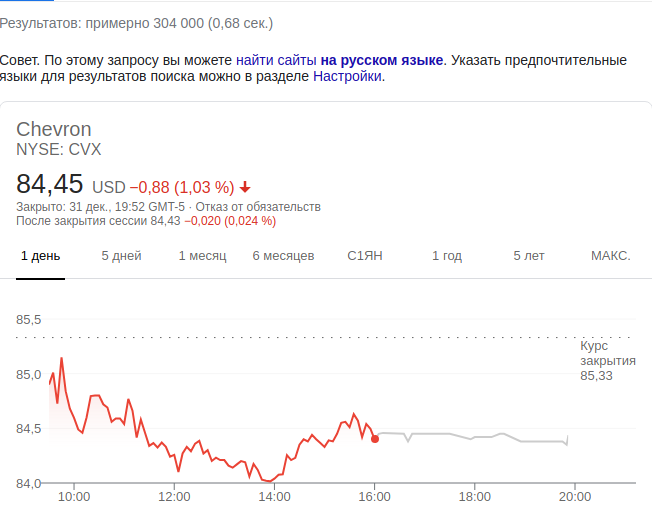 Результатов: примерно 304 000 (0,68 сек.)
Совет. По этому запросу вы можете найти сайты на русском языке. Указать предпочтительные
языки для результатов поиска можно в разделе Настройки.
Chevron
NYSE: CVX
84,45 USD −0,88 (1,03 %)
Закрыто: 31 дек., 19:52 GMT-5 · Отказ от обязательств
После закрытия сессии 84,43 −0,020 (0,024 %)
1 день 5 дней 1 месяц 6 месяцев С1ЯН 1 год 5 лет МАКС.
85,5
Курс
закрытия
85,33
85,0
84,5
84,0
10:00 12:00 14:00 16:00 18:00 20:00